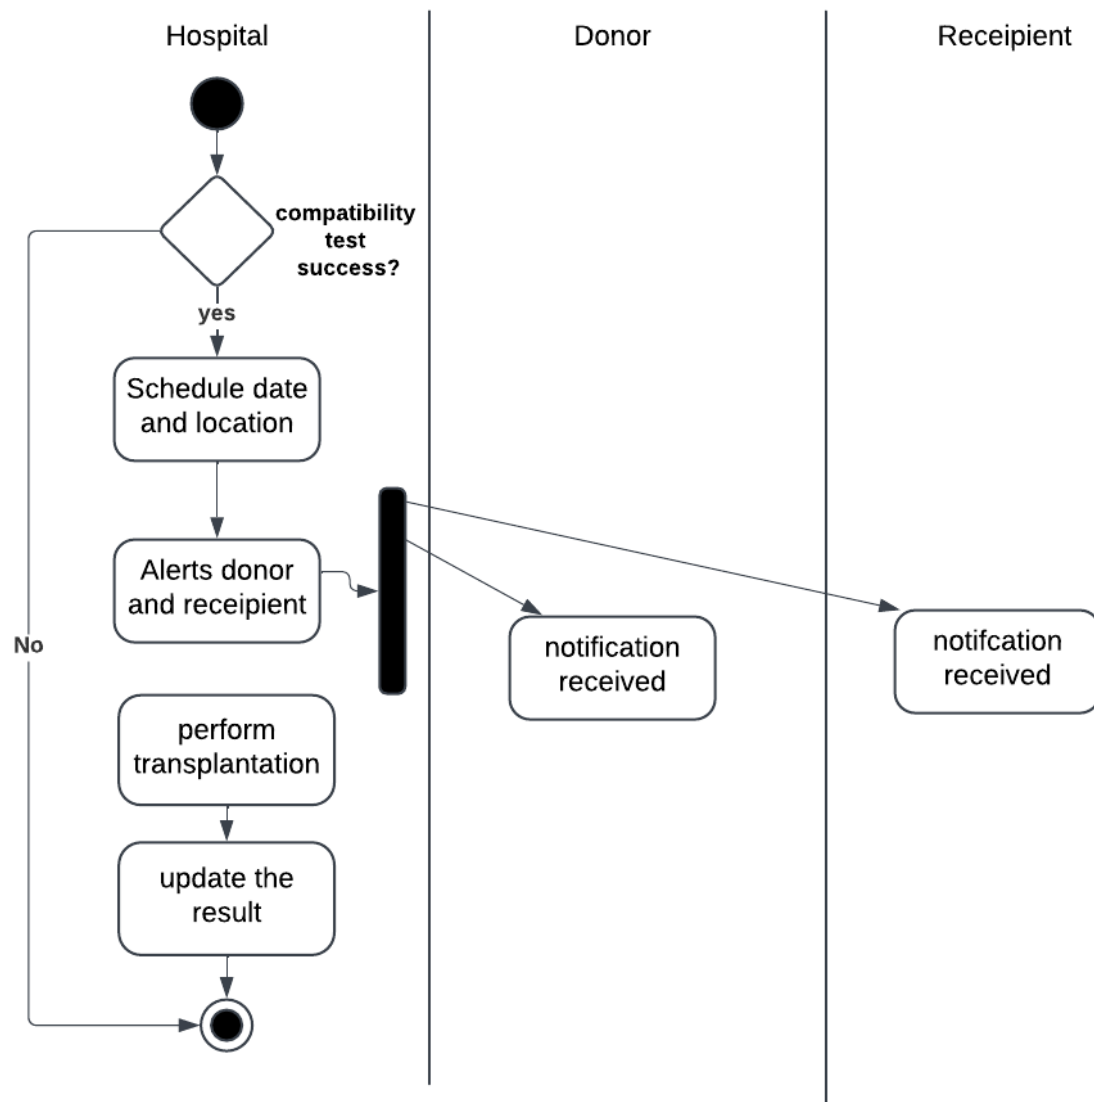 Hospital
Donor
Receipient
compatibility
test
success?
yes
Schedule date
and location
Alerts donor
and receipient
No
notification
received
notifcation
received
perform
transplantation
update the
result